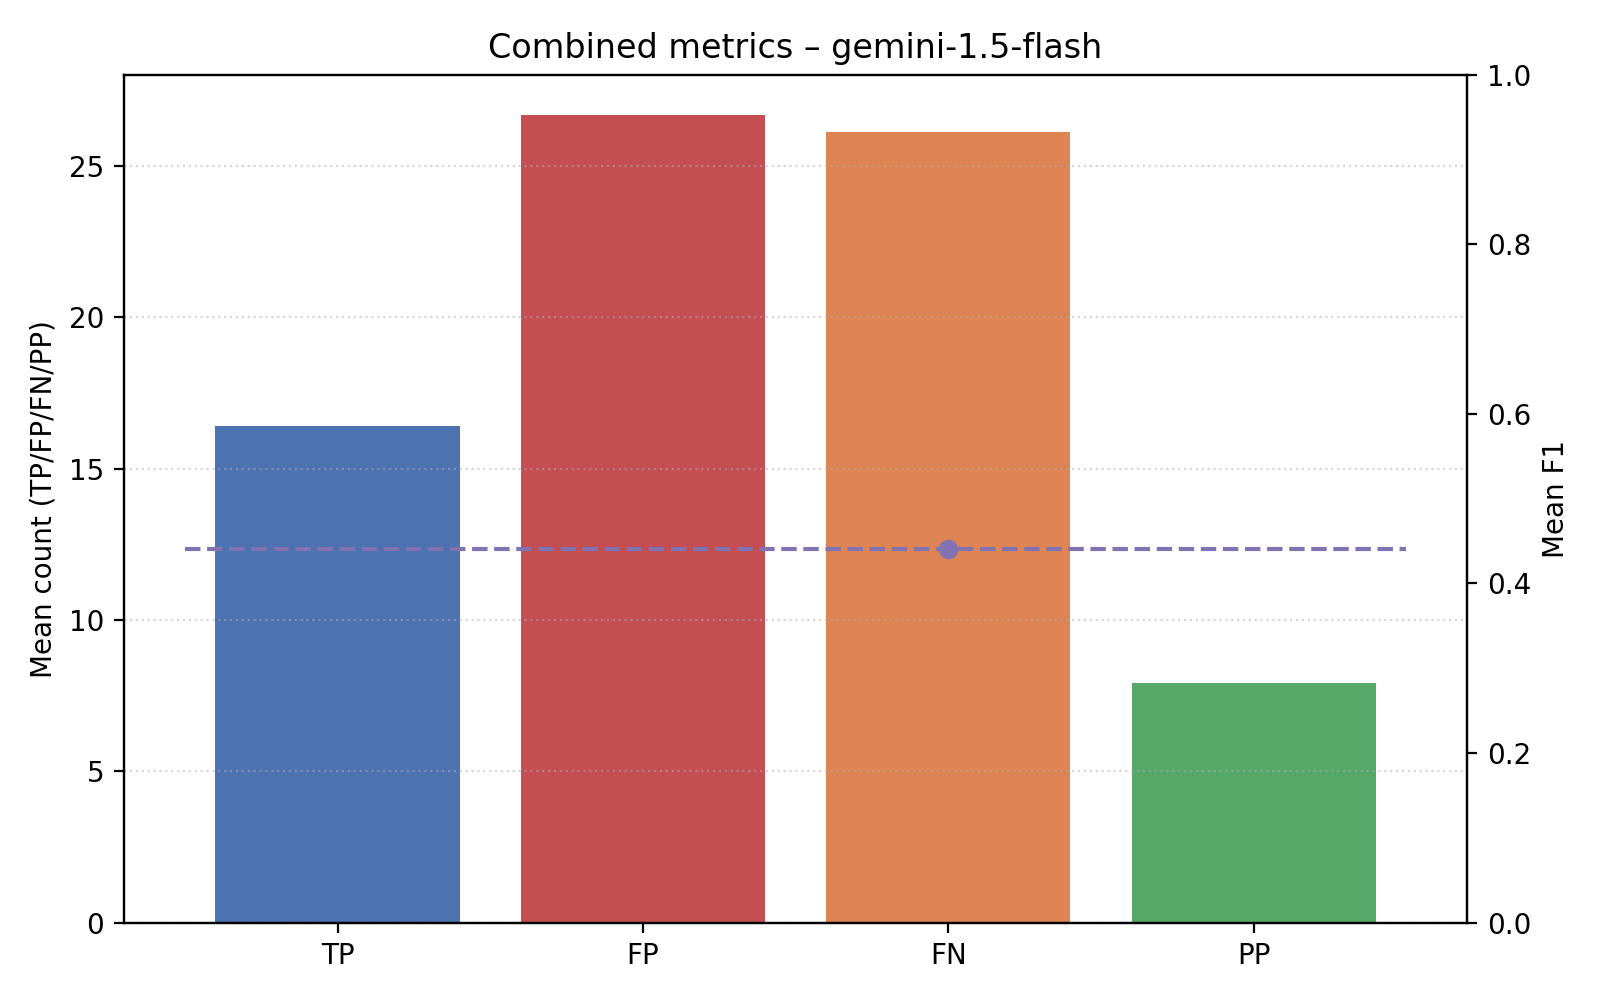 Combined metrics – gemini-1.5-flash
Mean count (TP/FP/FN/PP)
25
20
15
10
5
0
TP
FP
FN
PP
1.0
0.8
0.6
0.4
0.2
0.0
Mean F1